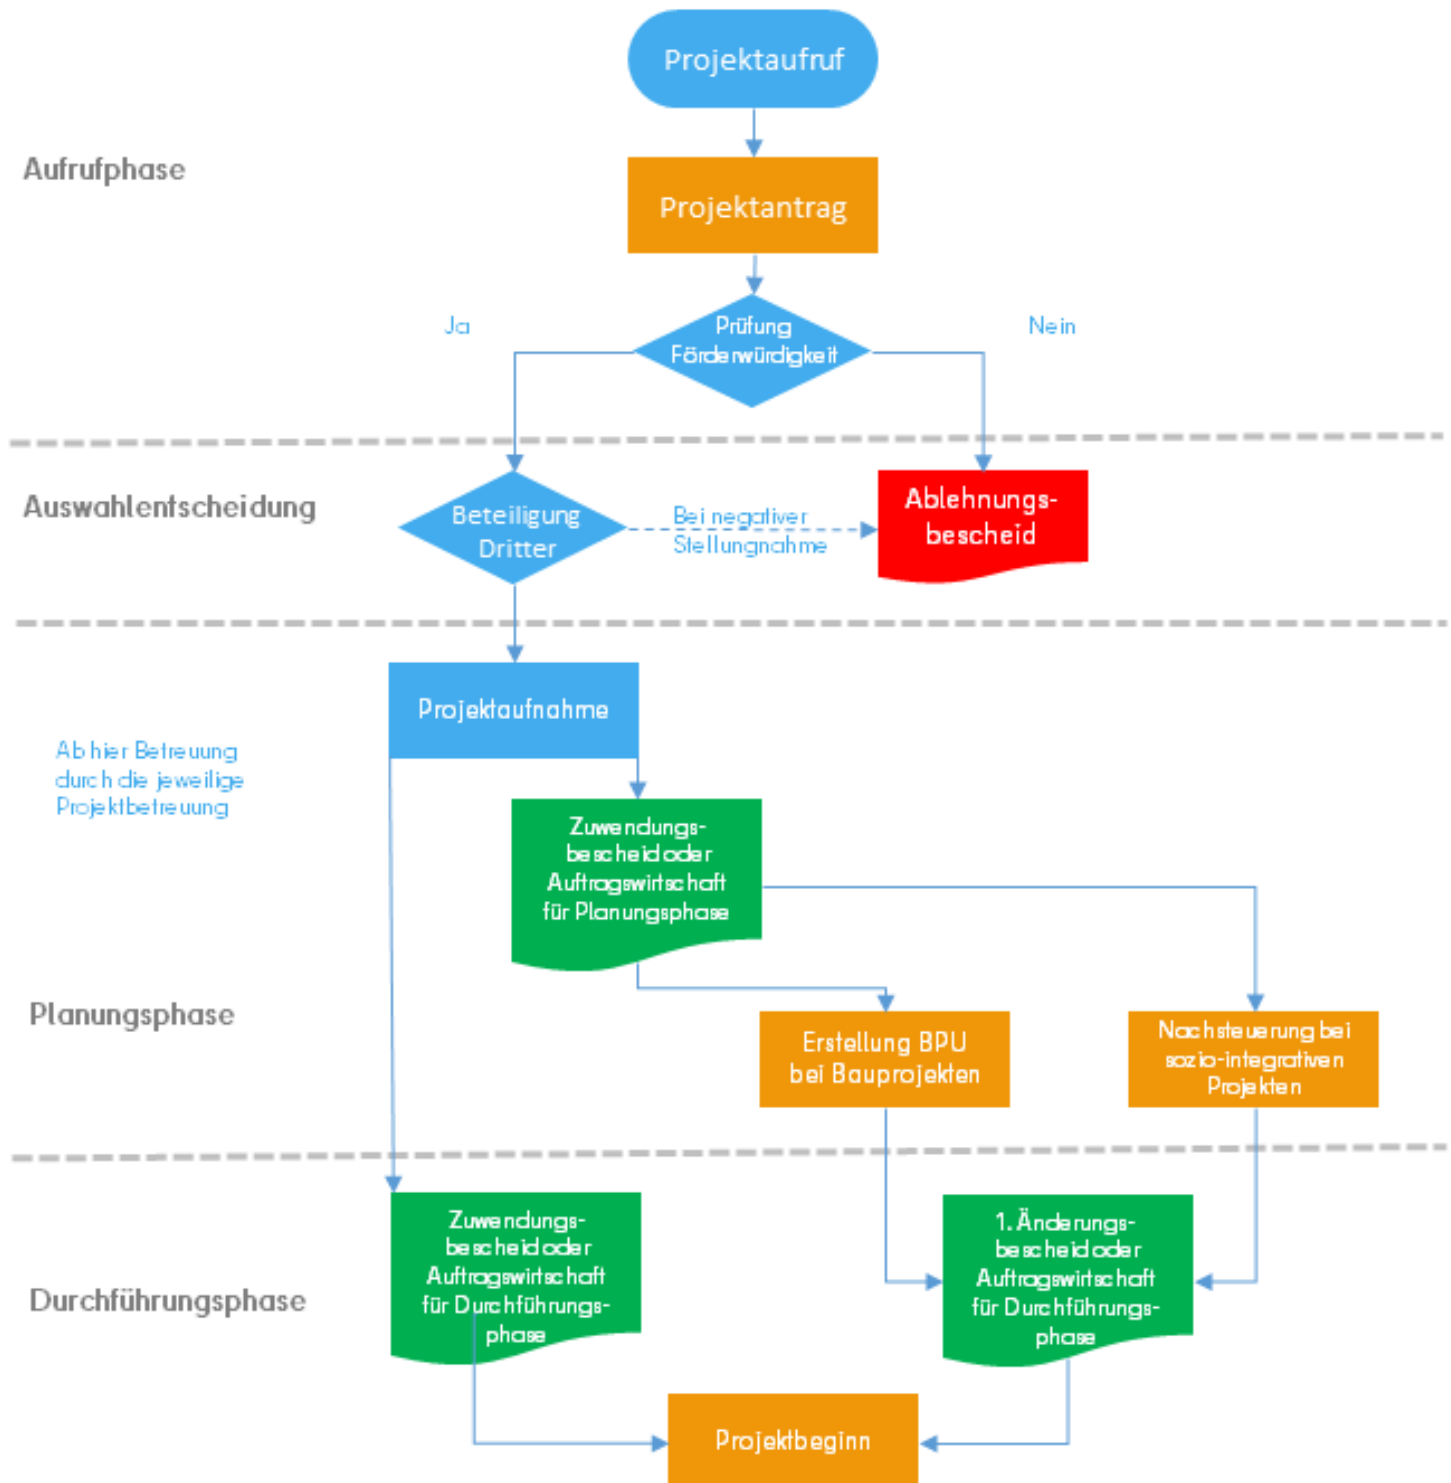 Projektaufruf
Aufrufphase
Projektantrag
Ja
Prüfung
Förderwürdigkeit
Nein
Auswahlentscheidung
Beteiligung
Dritter
Bei negativer
Stellungnahme
Ablehnungs-
bescheid
Projektaufnahme
Ab hier Betreuung
durch die jeweilige
Projektbetreuung
Zuwendungs-
bescheid oder
Auftragswirtschaft
für Planungsphase
Planungsphase
Erstellung BPU
bei Bauprojekten
Nachsteuerung bei
sozio-integrativen
Projekten
Durchführungsphase
Zuwendungs-
bescheid oder
Auftragswirtschaft
für Durchführungs-
phase
1. Änderungs-
bescheid oder
Auftragswirtschaft
für Durchführungs-
phase
Projektbeginn